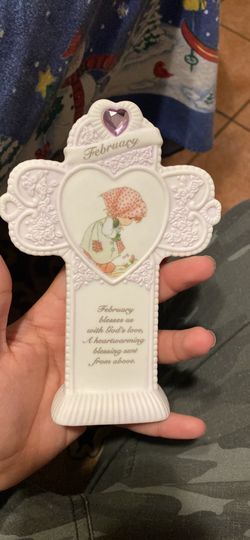 February
February
blesses us
with God's love,
A heartwarming
blessing sent
from above.